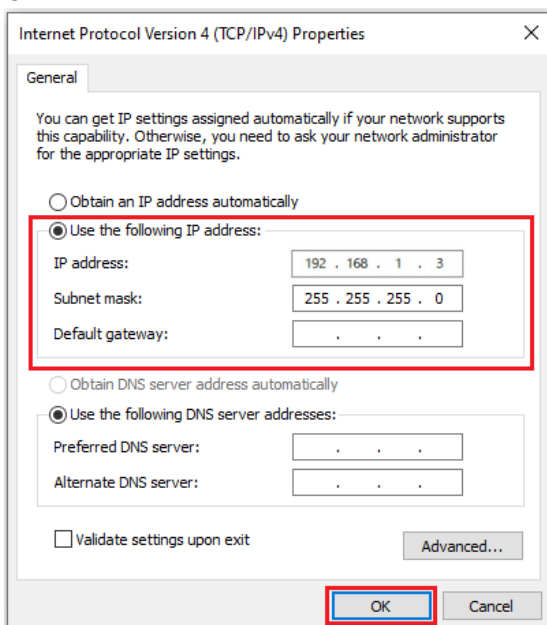 Internet Protocol Version 4 (TCP/IPv4) Properties
General
You can get IP settings assigned automatically if your network supports
this capability. Otherwise, you need to ask your network administrator
for the appropriate IP settings.
Obtain an IP address automatically
Use the following IP address:
IP address: 192 . 168 . 1 . 3
Subnet mask: 255 . 255 . 255 . 0
Default gateway: . . .
Obtain DNS server address automatically
Use the following DNS server addresses:
Preferred DNS server: . . .
Alternate DNS server: . . .
Validate settings upon exit Advanced...
OK Cancel